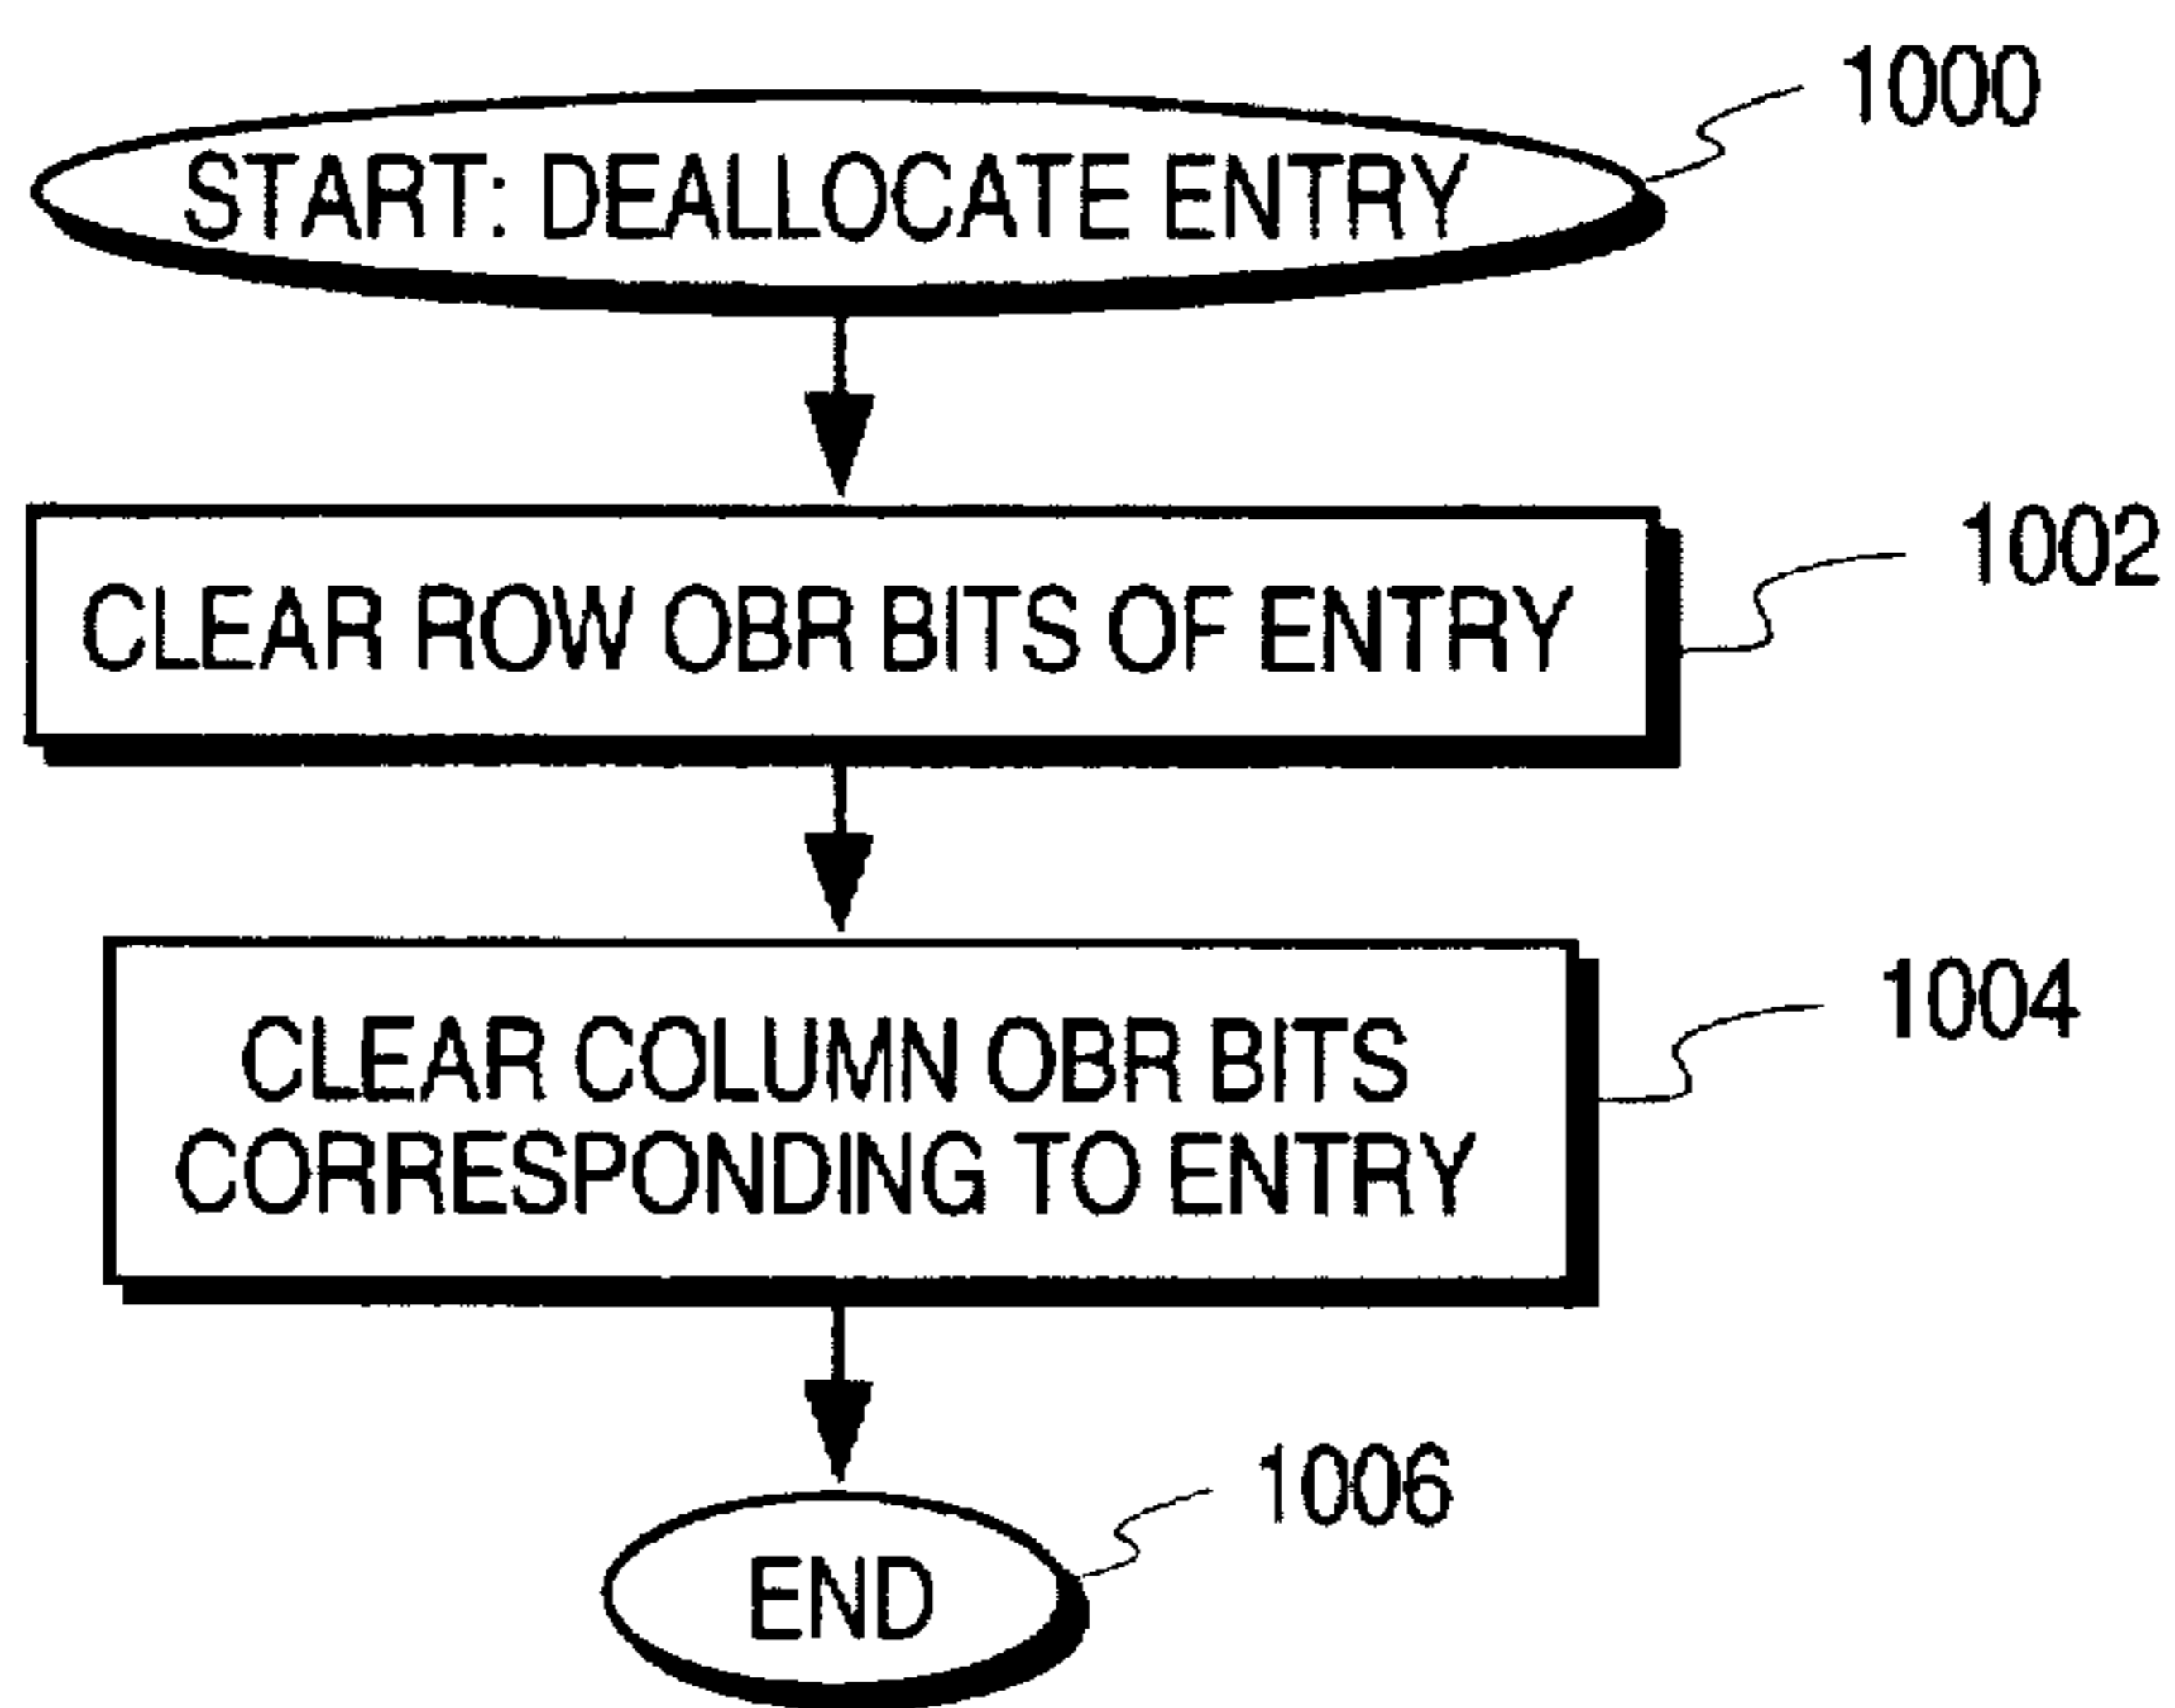 1000
START: DEALLOCATE ENTRY
1002
CLEAR ROW OBR BITS OF ENTRY
1004
CLEAR COLUMN OBR BITS
CORRESPONDING TO ENTRY
1006
END